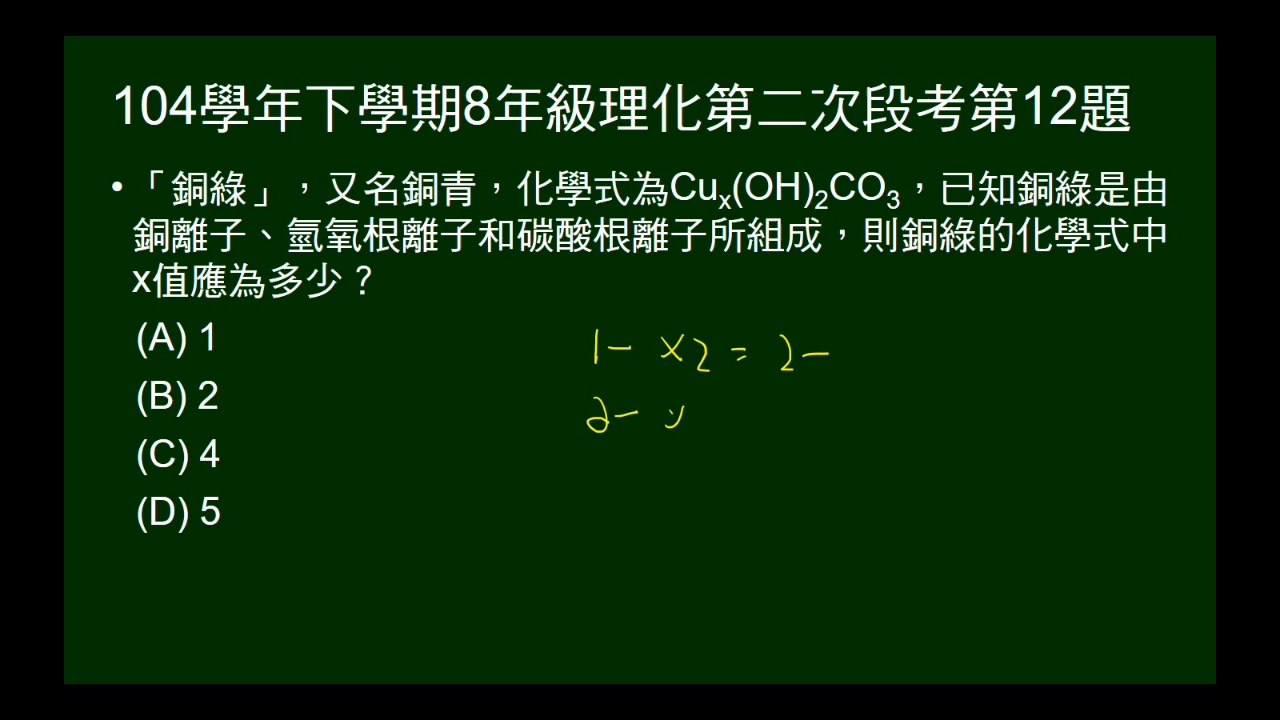 104學年下學期8年級理化第二次段考第12題
•「銅綠」，又名銅青，化學式為Cuₓ(OH)₂CO₃，已知銅綠是由
銅離子、氫氧根離子和碳酸根離子所組成，則銅綠的化學式中
x值應為多少？
(A) 1
(B) 2
(C) 4
(D) 5
1- ×2 = 2-
2-